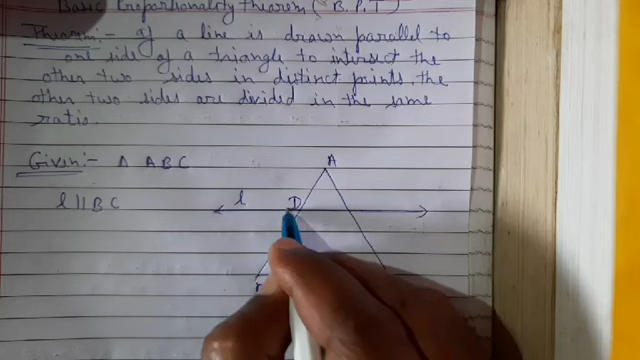 Basic Proportionality Theorem (B.P.T)
Theorem:- If a line is drawn parallel to
one side of a triangle to intersect the
other two sides in distinct points, the
other two sides are divided in the same
ratio.
Given:- Δ ABC
A
l || BC
l
D